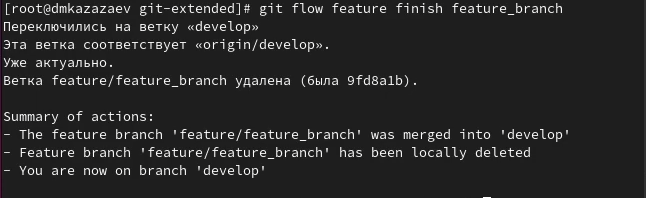 [root@dmkazazaev git-extended]# git flow feature finish feature_branch
Переключились на ветку «develop»
Эта ветка соответствует «origin/develop».
Уже актуально.
Ветка feature/feature_branch удалена (была 9fd8a1b).
Summary of actions:
- The feature branch 'feature/feature_branch' was merged into 'develop'
- Feature branch 'feature/feature_branch' has been locally deleted
- You are now on branch 'develop'